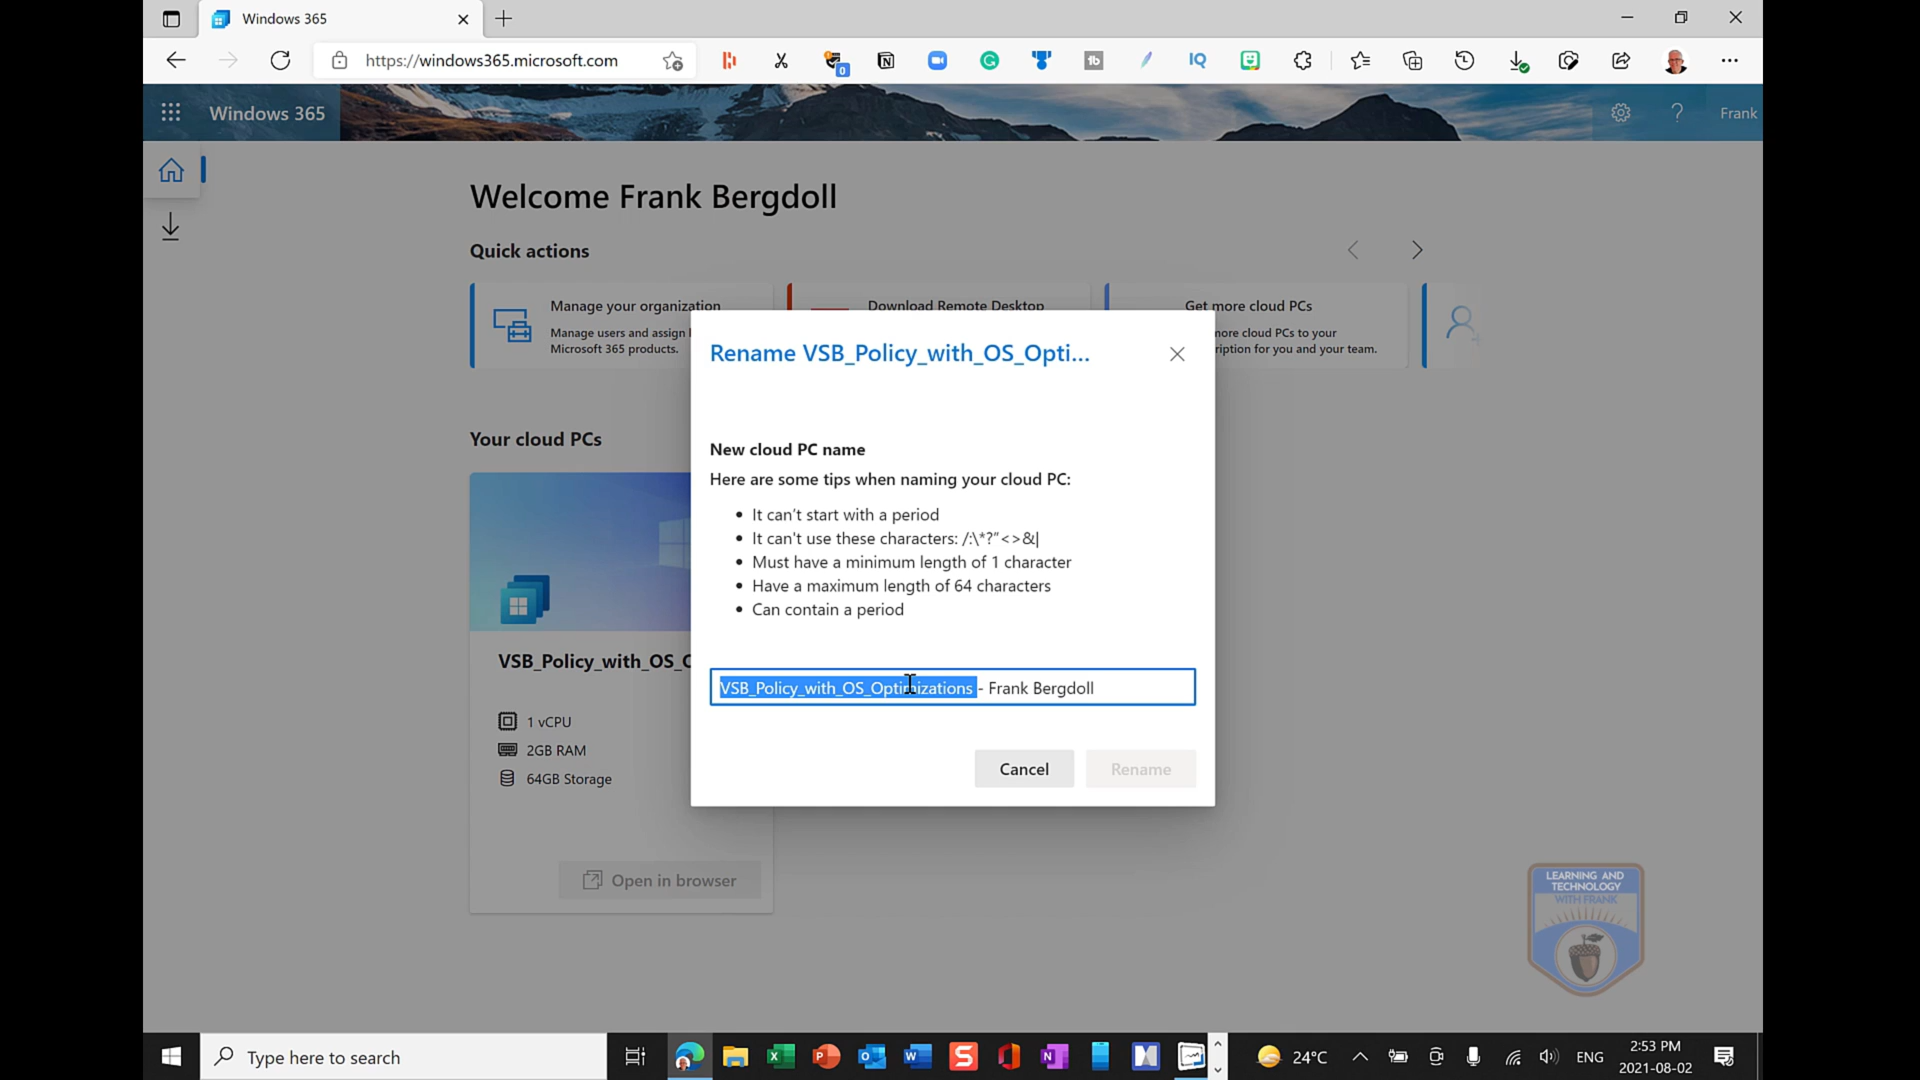 Windows 365
https://windows365.microsoft.com
0
tb
IQ
Windows 365
? Frank
Welcome Frank Bergdoll
Quick actions
Manage your organization
Manage users and assign
Microsoft 365 products.
Download Remote Desktop
Get more cloud PCs
more cloud PCs to your
ription for you and your team.
Your cloud PCs
VSB_Policy_with_OS_
1 vCPU
2GB RAM
64GB Storage
Open in browser
Rename VSB_Policy_with_OS_Opti...
New cloud PC name
Here are some tips when naming your cloud PC:
• It can't start with a period
• It can't use these characters: /:\*?"<>&|
• Must have a minimum length of 1 character
• Have a maximum length of 64 characters
• Can contain a period
VSB_Policy_with_OS_Optimizations - Frank Bergdoll
Cancel Rename
LEARNING AND
TECHNOLOGY
WITH FRANK
Type here to search
24°C
ENG
2:53 PM
2021-08-02